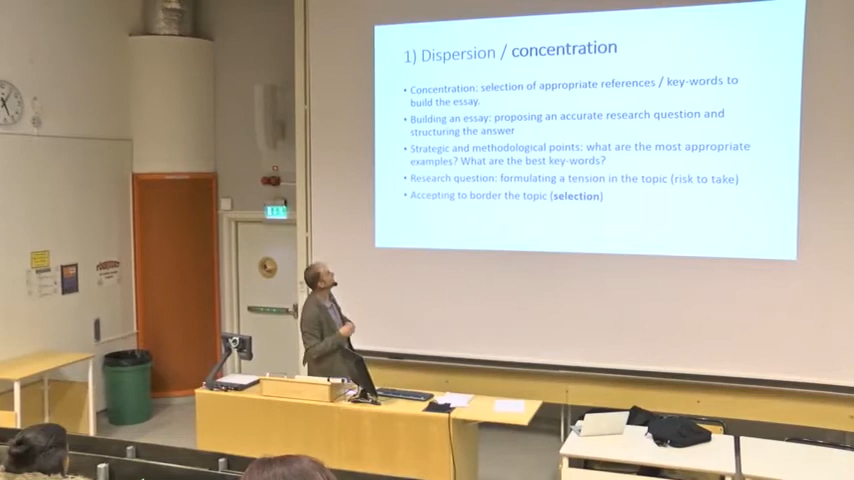 1) Dispersion / concentration
• Concentration: selection of appropriate references / key-words to
build the essay.
• Building an essay: proposing an accurate research question and
structuring the answer
• Strategic and methodological points: what are the most appropriate
examples? What are the best key-words?
• Research question: formulating a tension in the topic (risk to take)
• Accepting to border the topic (selection)